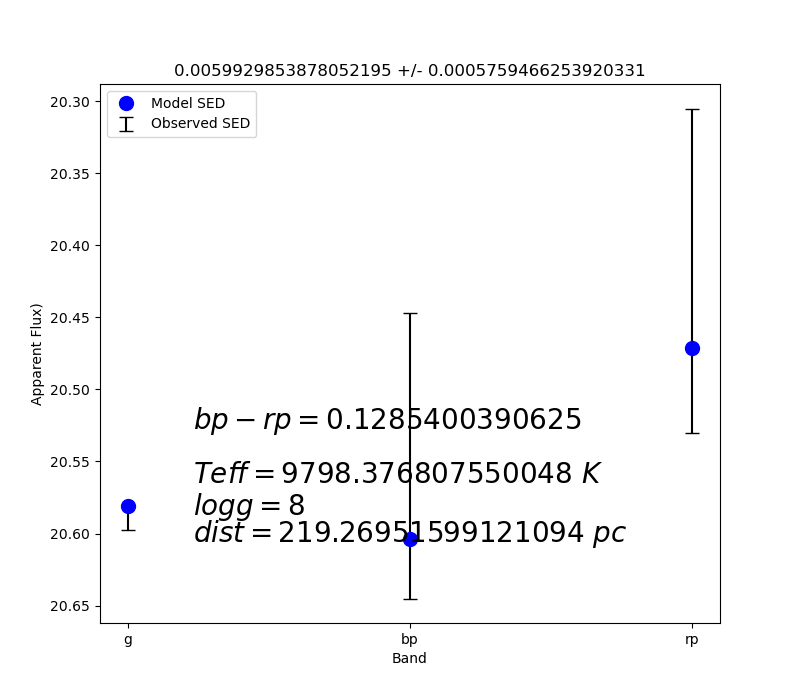 0.0059929853878052195 +/- 0.0005759466253920331
Model SED
Observed SED
20.30
20.35
20.40
20.45
20.50
20.55
20.60
20.65
Apparent Flux)
bp − rp = 0.1285400390625
Teff = 9798.376807550048 K
logg = 8
dist = 219.26951599121094 pc
g bp rp
Band